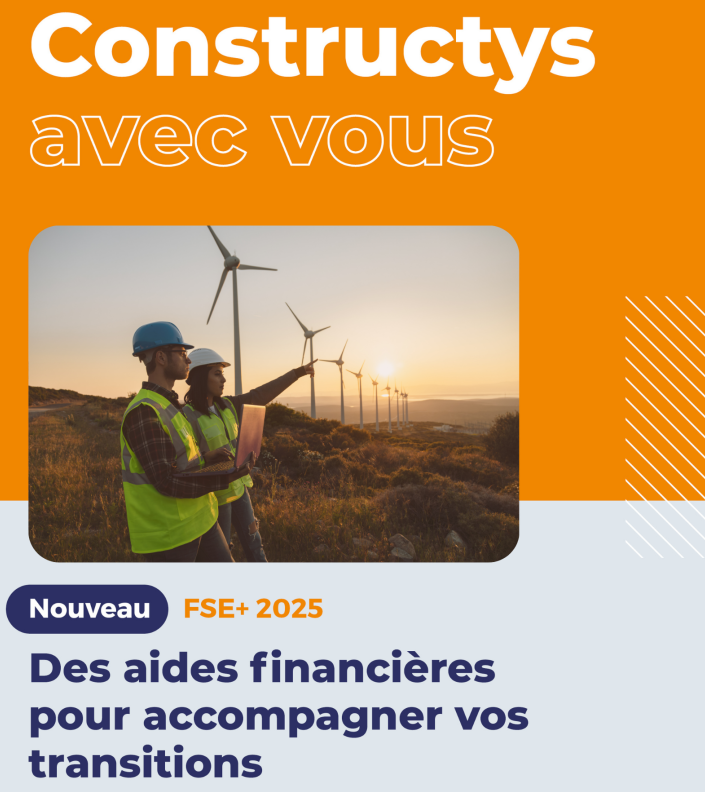 Constructys
avec vous
Nouveau FSE+ 2025
Des aides financières
pour accompagner vos
transitions